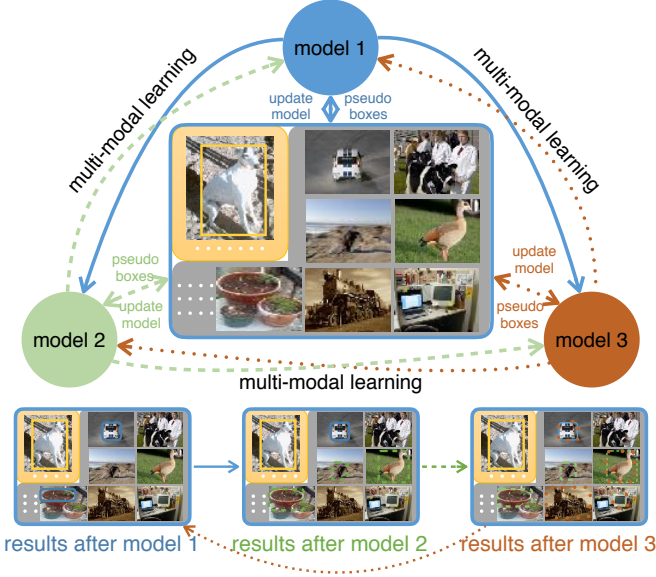 model 1
multi-modal learning
multi-modal learning
update pseudo
model boxes
pseudo
boxes
update
model
update
model
pseudo
boxes
model 2
model 3
multi-modal learning
results after model 1
results after model 2
results after model 3